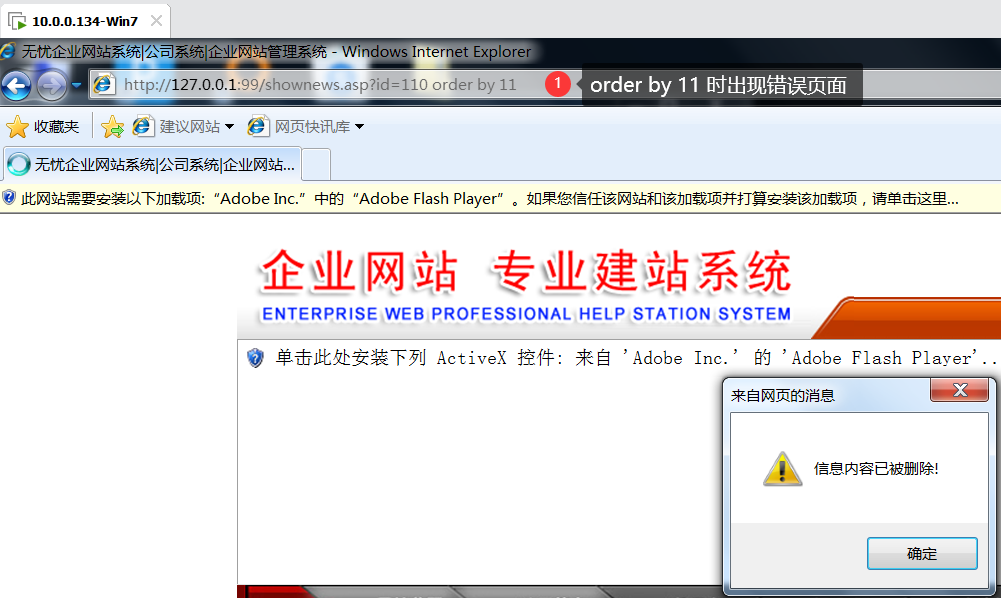 10.0.0.134-Win7
无忧企业网站系统|公司系统|企业网站管理系统 - Windows Internet Explorer
http://127.0.0.1:99/shownews.asp?id=110 order by 11
1 order by 11 时出现错误页面
收藏夹 建议网站 网页快讯库
无忧企业网站系统|公司系统|企业网站...
此网站需要安装以下加载项:“Adobe Inc.”中的“Adobe Flash Player”。如果您信任该网站和该加载项并打算安装该加载项，请单击这里...
企业网站 专业建站系统
ENTERPRISE WEB PROFESSIONAL HELP STATION SYSTEM
单击此处安装下列 ActiveX 控件: 来自 'Adobe Inc.' 的 'Adobe Flash Player'..
来自网页的消息
信息内容已被删除!
确定